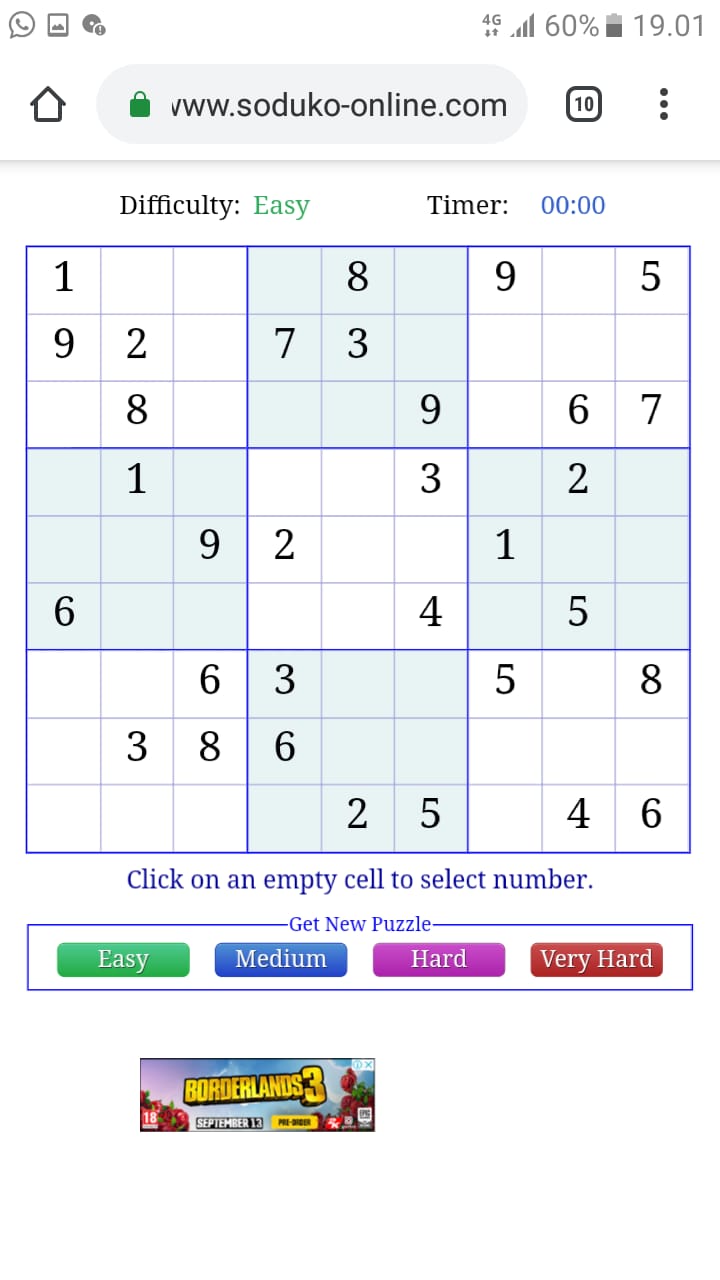 4G 60% 19.01
www.soduko-online.com 10
Difficulty: Easy Timer: 00:00
1 8 9 5
9 2 7 3
8 9 6 7
1 3 2
9 2 1
6 4 5
6 3 5 8
3 8 6
2 5 4 6
Click on an empty cell to select number.
Get New Puzzle
Easy Medium Hard Very Hard
BORDERLANDS 3
18 SEPTEMBER 13 PRE-ORDER 2K EPIC